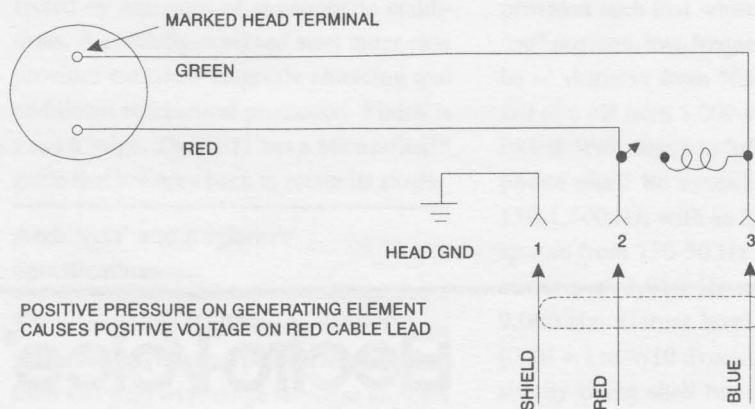 MARKED HEAD TERMINAL
GREEN
RED
HEAD GND
1
2
3
POSITIVE PRESSURE ON GENERATING ELEMENT
CAUSES POSITIVE VOLTAGE ON RED CABLE LEAD
SHIELD
RED
BLUE